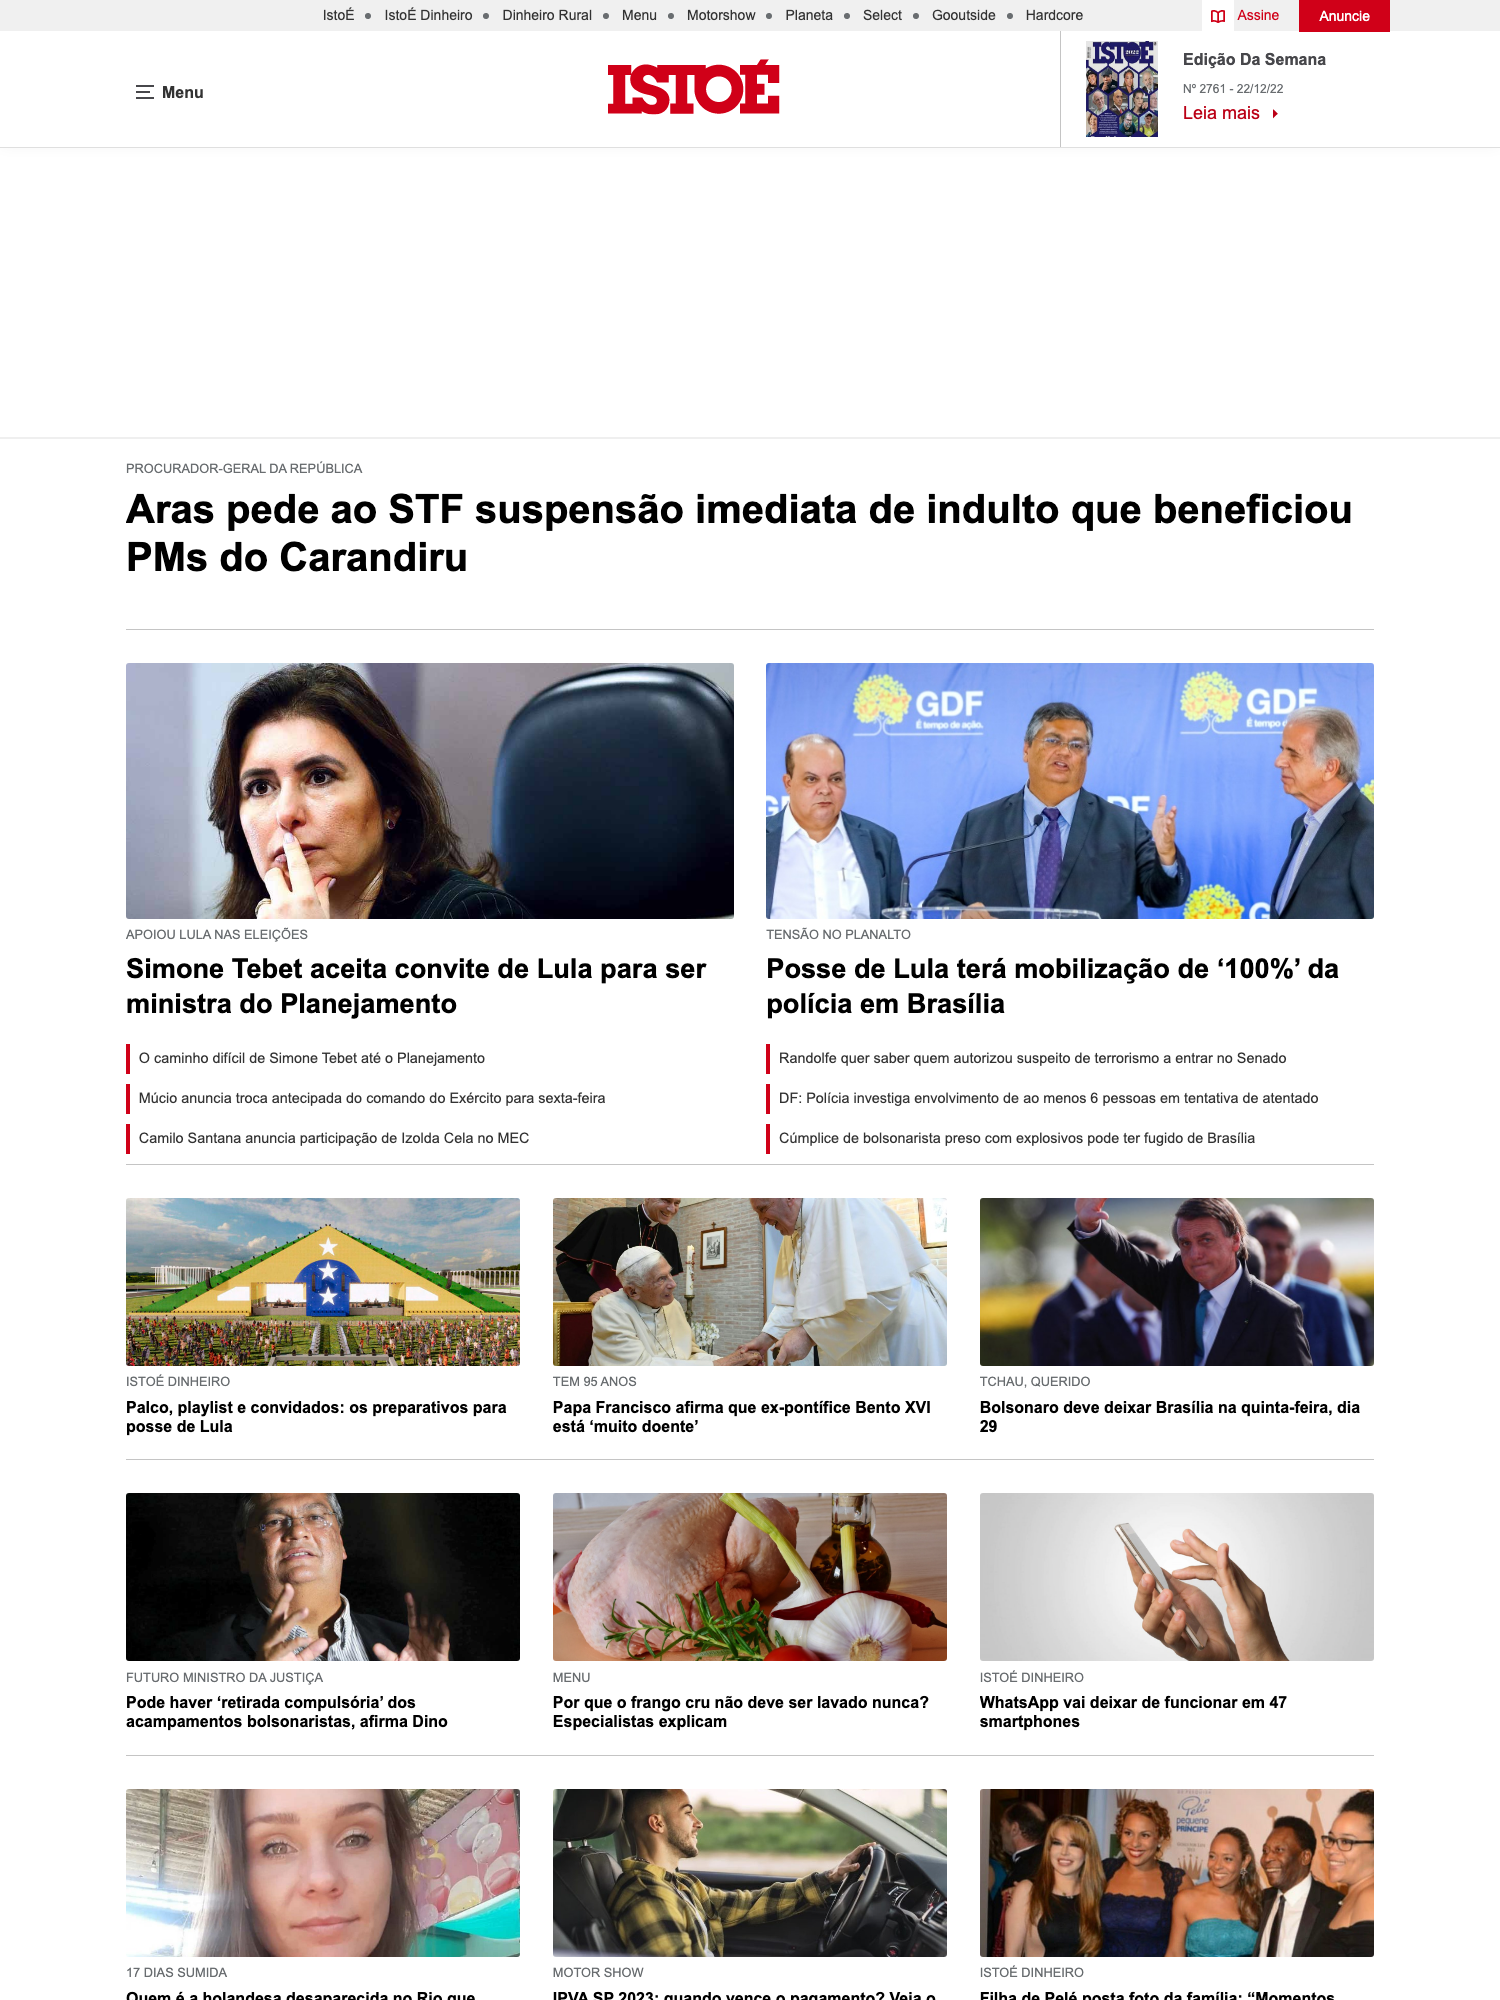 IstoÉ
IstoÉ Dinheiro
Dinheiro Rural
Menu
Motorshow
Planeta
Select
Gooutside
Hardcore
Assine
Anuncie
Menu
ISTOÉ
ISTOÉ
Edição Da Semana
Nº 2761 - 22/12/22
Leia mais
PROCURADOR-GERAL DA REPÚBLICA
Aras pede ao STF suspensão imediata de indulto que beneficiou
PMs do Carandiru
GDF
É tempo de ação.
GDF
É tempo de
DF
G
APOIOU LULA NAS ELEIÇÕES
Simone Tebet aceita convite de Lula para ser
ministra do Planejamento
O caminho difícil de Simone Tebet até o Planejamento
Múcio anuncia troca antecipada do comando do Exército para sexta-feira
Camilo Santana anuncia participação de Izolda Cela no MEC
TENSÃO NO PLANALTO
Posse de Lula terá mobilização de ‘100%’ da
polícia em Brasília
Randolfe quer saber quem autorizou suspeito de terrorismo a entrar no Senado
DF: Polícia investiga envolvimento de ao menos 6 pessoas em tentativa de atentado
Cúmplice de bolsonarista preso com explosivos pode ter fugido de Brasília
ISTOÉ DINHEIRO
Palco, playlist e convidados: os preparativos para
posse de Lula
TEM 95 ANOS
Papa Francisco afirma que ex-pontífice Bento XVI
está ‘muito doente’
TCHAU, QUERIDO
Bolsonaro deve deixar Brasília na quinta-feira, dia
29
FUTURO MINISTRO DA JUSTIÇA
Pode haver ‘retirada compulsória’ dos
acampamentos bolsonaristas, afirma Dino
MENU
Por que o frango cru não deve ser lavado nunca?
Especialistas explicam
ISTOÉ DINHEIRO
WhatsApp vai deixar de funcionar em 47
smartphones
Pelé
pequeno
PRÍNCIPE
17 DIAS SUMIDA
Quem é a holandesa desaparecida no Rio que
MOTOR SHOW
IPVA SP 2023: quando vence o pagamento? Veja o
ISTOÉ DINHEIRO
Filha de Pelé posta foto da família: “Momentos